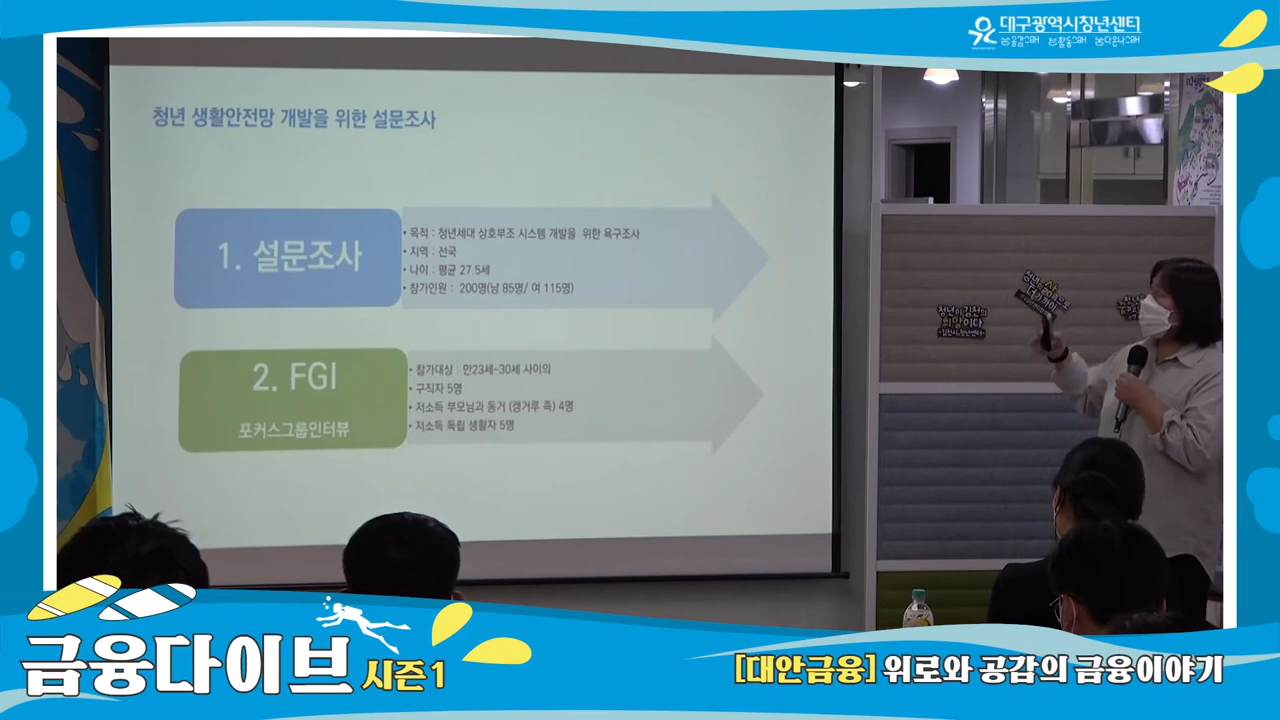 대구광역시청년센터
청년 생활안전망 개발을 위한 설문조사
1. 설문조사
• 목적 : 청년세대 상호부조 시스템 개발을 위한 욕구조사
• 지역 : 전국
• 나이 : 평균 27.5세
• 참가인원 : 200명(남 85명/ 여 115명)
2. FGI
포커스그룹인터뷰
• 참가대상 : 만23세-30세 사이의
• 구직자 5명
• 저소득 부모님과 동거 (캥거루 족) 4명
• 저소득 독립 생활자 5명
청년이 김천의
희망이다
-김천시청년센터-
금융다이브 시즌1
[대안금융] 위로와 공감의 금융이야기